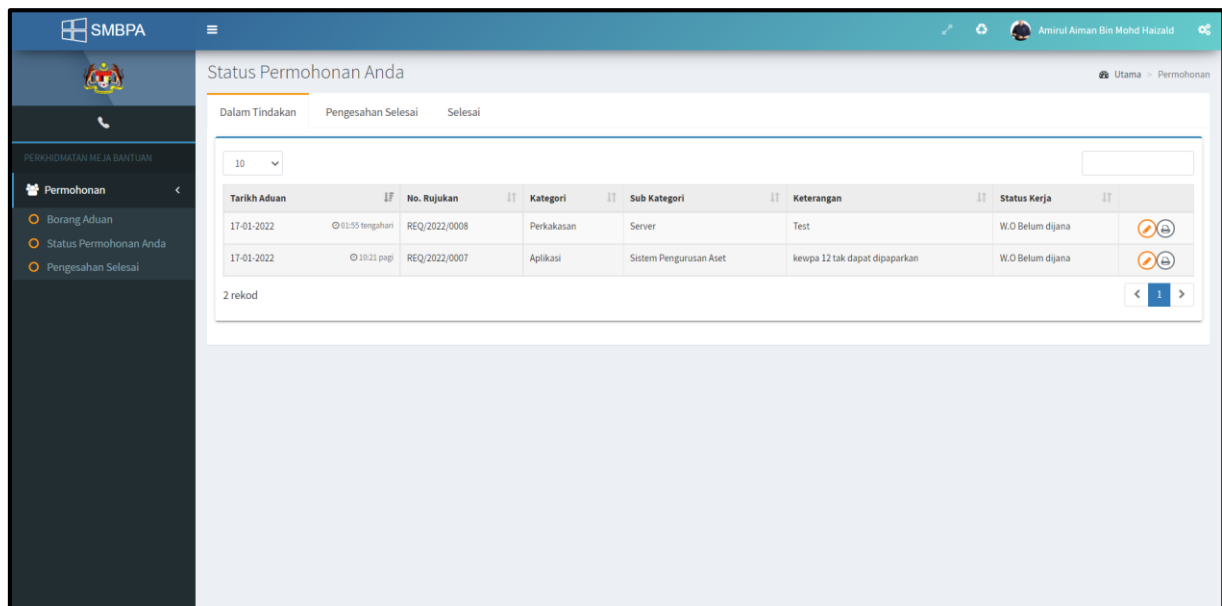 SMBPA
Amirul Aiman Bin Mohd Haizald
Status Permohonan Anda
Utama > Permohonan
Dalam Tindakan Pengesahan Selesai Selesai
PERKHIDMATAN MEJA BANTUAN
Permohonan
Borang Aduan
Status Permohonan Anda
Pengesahan Selesai
10
Tarikh Aduan No. Rujukan Kategori Sub Kategori Keterangan Status Kerja
17-01-2022 01:55 tengahari REQ/2022/0008 Perkakasan Server Test W.O Belum dijana
17-01-2022 10:21 pagi REQ/2022/0007 Aplikasi Sistem Pengurusan Aset kewpa 12 tak dapat dipaparkan W.O Belum dijana
2 rekod
< 1 >